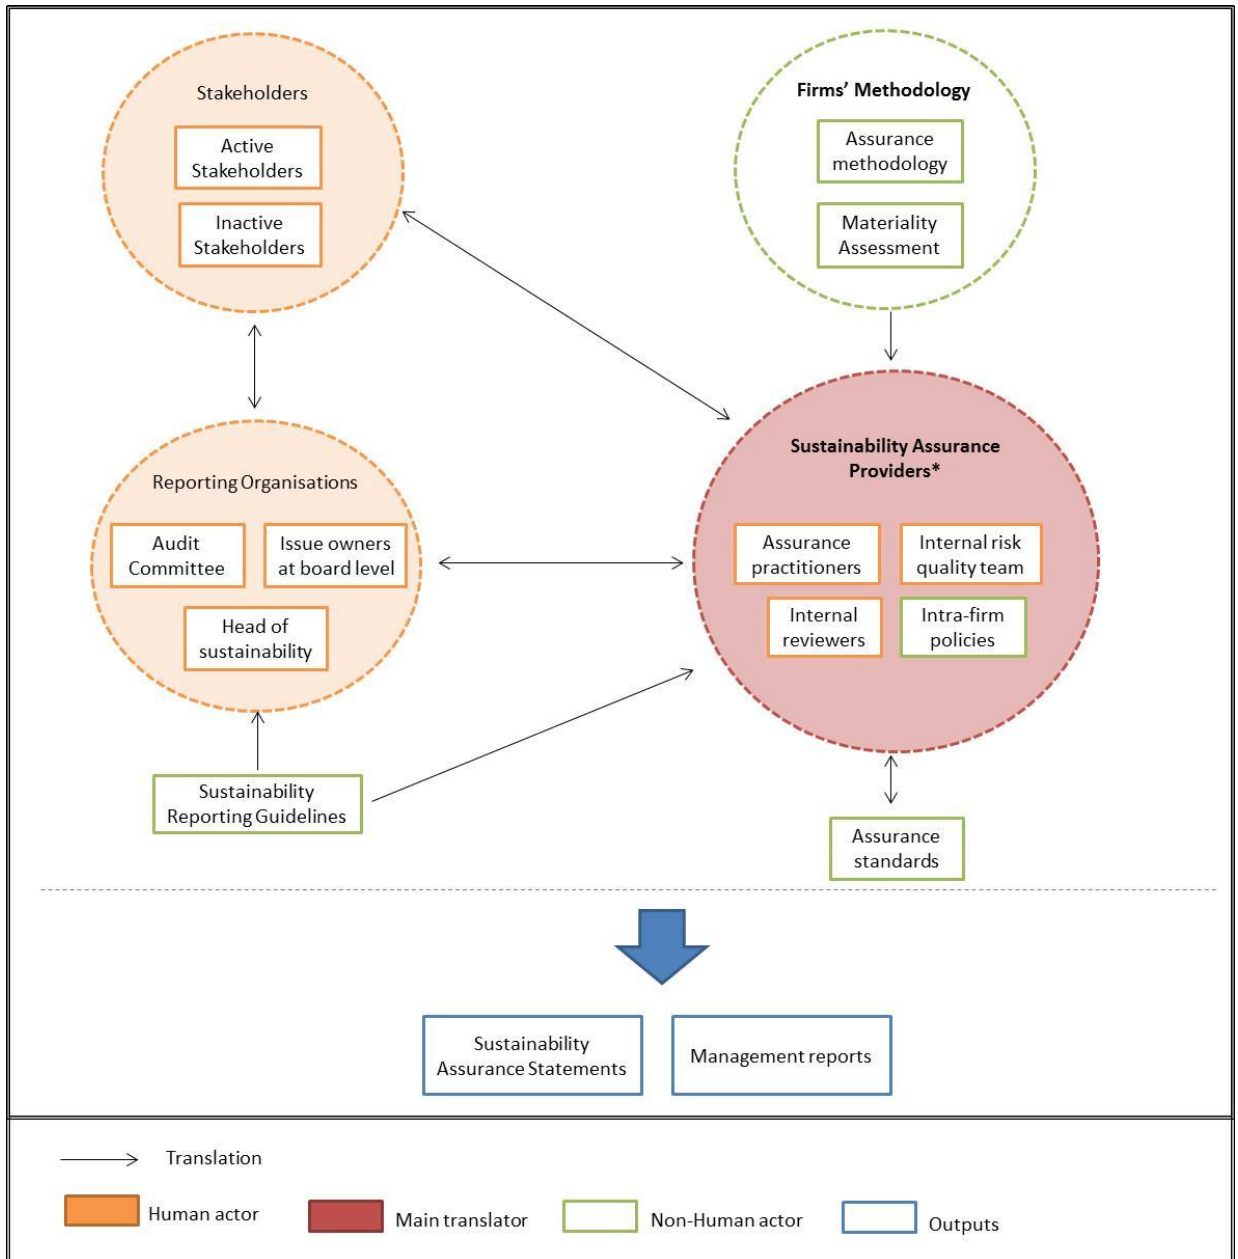 Stakeholders
Active
Stakeholders
Inactive
Stakeholders
Firms’ Methodology
Assurance
methodology
Materiality
Assessment
Reporting Organisations
Audit
Committee
Issue owners
at board level
Head of
sustainability
Sustainability Assurance
Providers*
Assurance
practitioners
Internal risk
quality team
Internal
reviewers
Intra-firm
policies
Sustainability
Reporting Guidelines
Assurance
standards
Sustainability
Assurance Statements
Management reports
Translation
Human actor
Main translator
Non-Human actor
Outputs